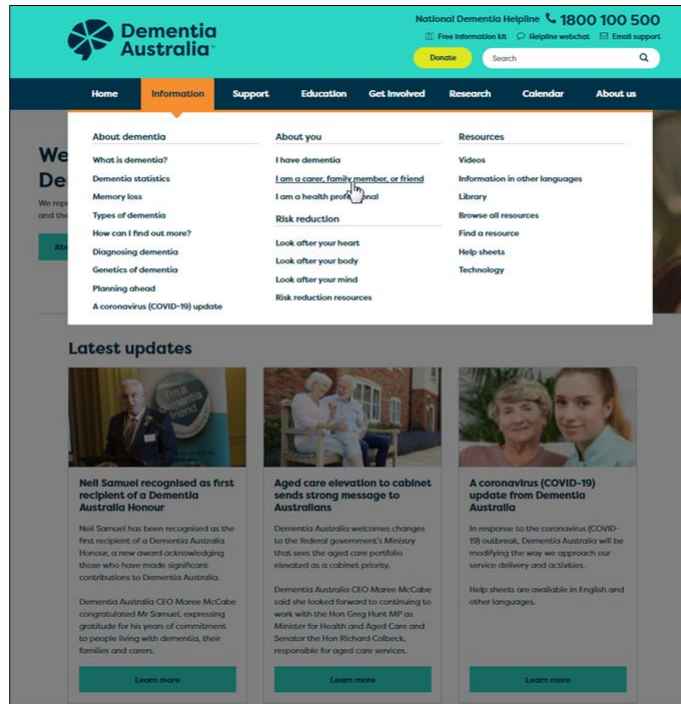 National Dementia Helpline 1800 100 500
Dementia
Australia™
Free information kit Helpline webchat Email support
Donate
Search
Home Information Support Education Get Involved Research Calendar About us
About dementia
What is dementia?
Dementia statistics
Memory loss
Types of dementia
How can I find out more?
Diagnosing dementia
Genetics of dementia
Planning ahead
A coronavirus (COVID-19) update
About you
I have dementia
I am a carer, family member, or friend
I am a health
Risk reduction
Look after your heart
Look after your body
Look after your mind
Risk reduction resources
Resources
Videos
Information in other languages
Library
Browse all resources
Find a resource
Help sheets
Technology
We
De
We repr
and the
Latest updates
I'm a
dementia
friend
Neil Samuel recognised as first
recipient of a Dementia
Australia Honour
Neil Samuel has been recognised as the
first recipient of a Dementia Australia
Honour, a new award acknowledging
those who have made significant
contributions to Dementia Australia.
Dementia Australia CEO Maree McCabe
congratulated Mr Samuel, expressing
gratitude for his years of commitment
to people living with dementia, their
families and carers.
Learn more
Aged care elevation to cabinet
sends strong message to
Australians
Dementia Australia welcomes changes
to the federal government's Ministry
that sees the aged care portfolio
elevated as a cabinet priority.
Dementia Australia CEO Maree McCabe
said she looked forward to continuing to
work with the Hon Greg Hunt MP as
Minister for Health and Aged Care and
Senator the Hon Richard Colbeck,
responsible for aged care services.
Learn more
A coronavirus (COVID-19)
update from Dementia
Australia
In response to the coronavirus (COVID-
19) outbreak, Dementia Australia will be
modifying the way we approach our
service delivery and activities.
Help sheets are available in English and
other languages.
Learn more